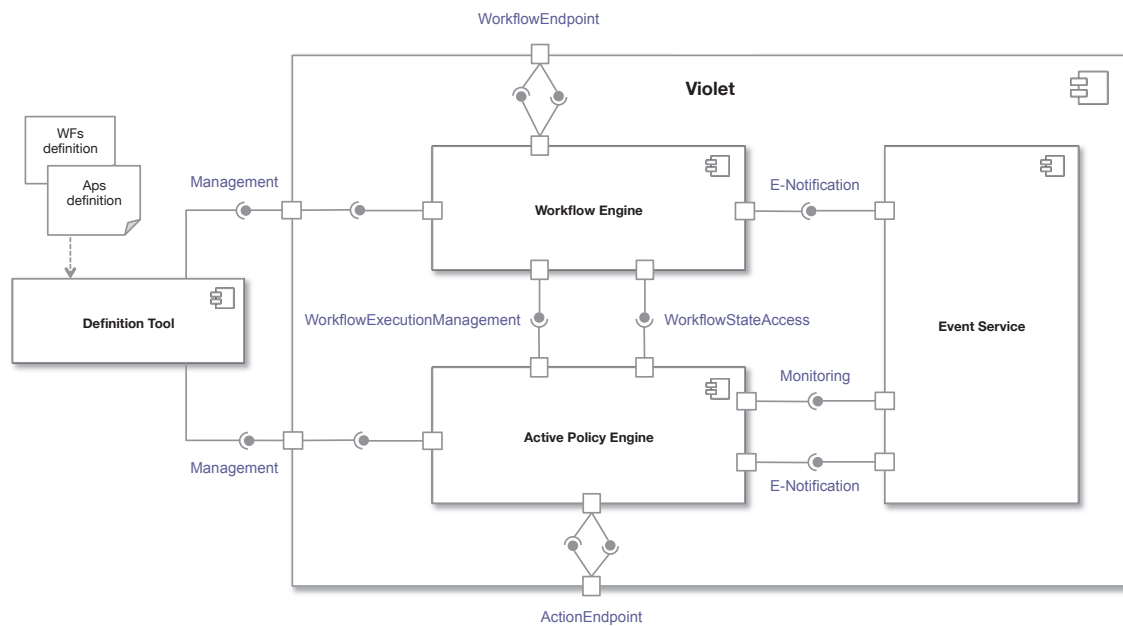 WorkflowEndpoint
Violet
WFs
definition
Aps
definition
Management
E-Notification
Workflow Engine
Definition Tool
WorkflowExecutionManagement
WorkflowStateAccess
Event Service
Monitoring
Active Policy Engine
Management
E-Notification
ActionEndpoint